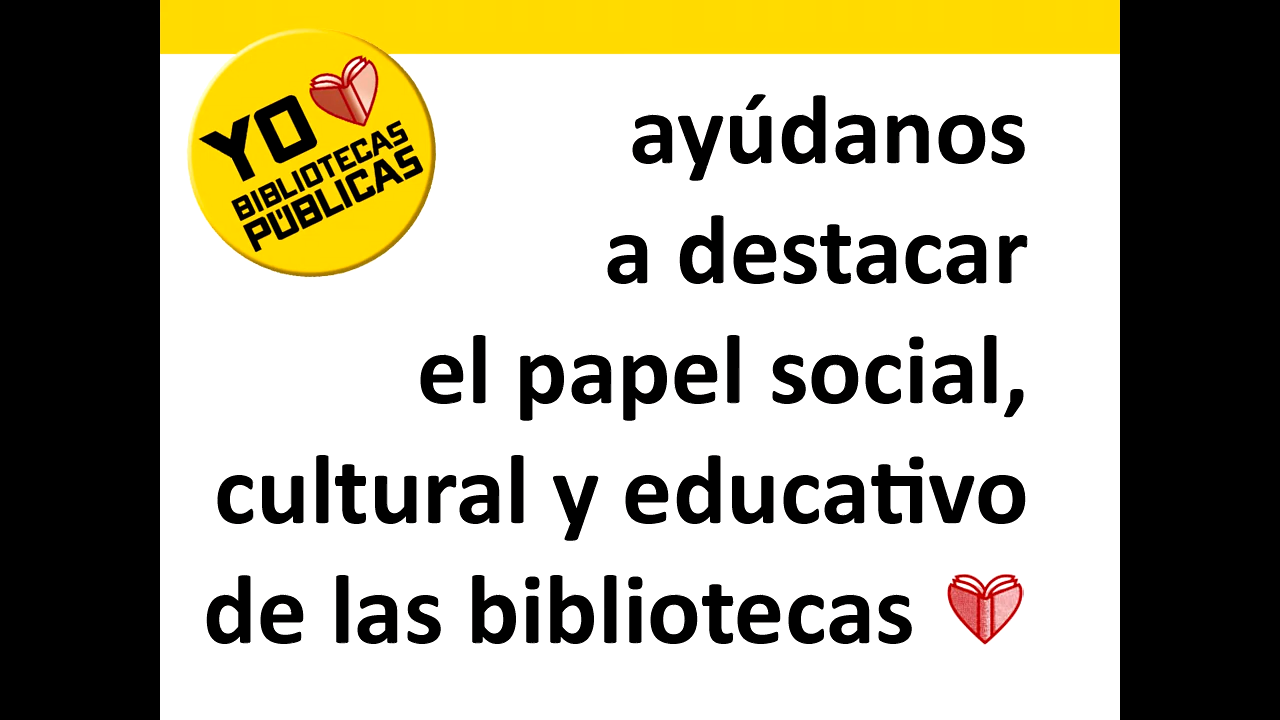 YO
BIBLIOTECAS
PÚBLICAS
ayúdanos
a destacar
el papel social,
cultural y educativo
de las bibliotecas